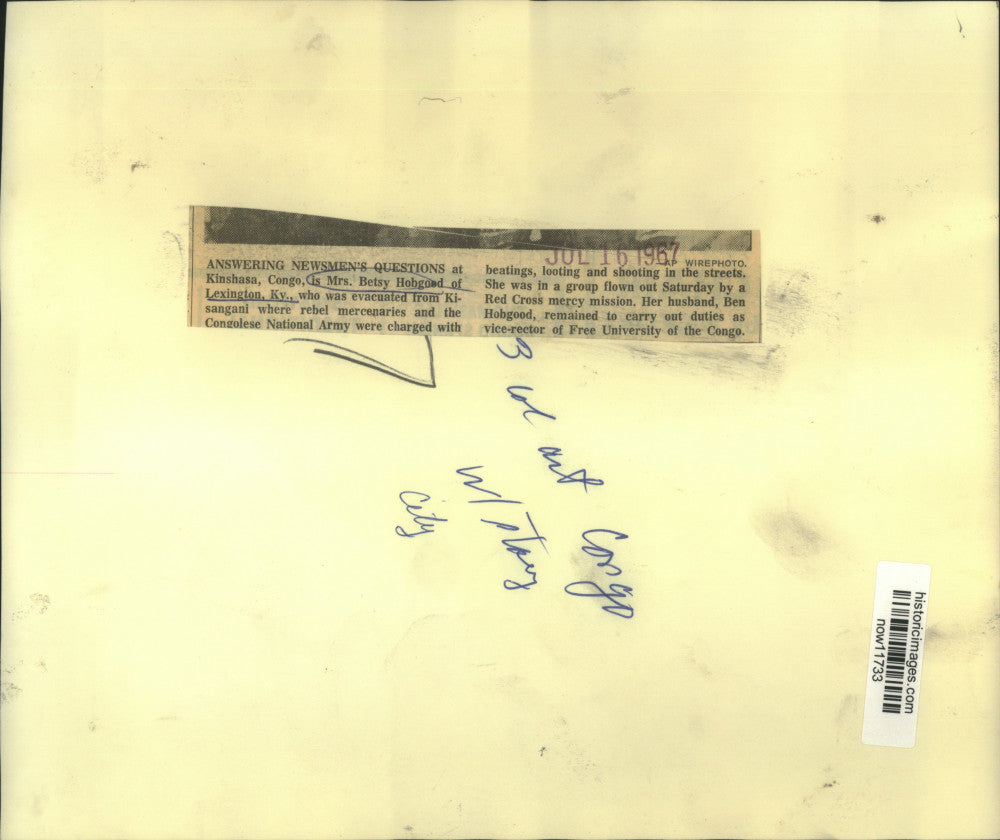 JUL 16 1967
AP WIREPHOTO.
ANSWERING NEWSMEN'S QUESTIONS at
Kinshasa, Congo, is Mrs. Betsy Hobgood of
Lexington, Ky., who was evacuated from Ki-
sangani where rebel mercenaries and the
Congolese National Army were charged with
beatings, looting and shooting in the streets.
She was in a group flown out Saturday by a
Red Cross mercy mission. Her husband, Ben
Hobgood, remained to carry out duties as
vice-rector of Free University of the Congo.
3 col art Congo
w/ story
City
historicimages.com
now11733